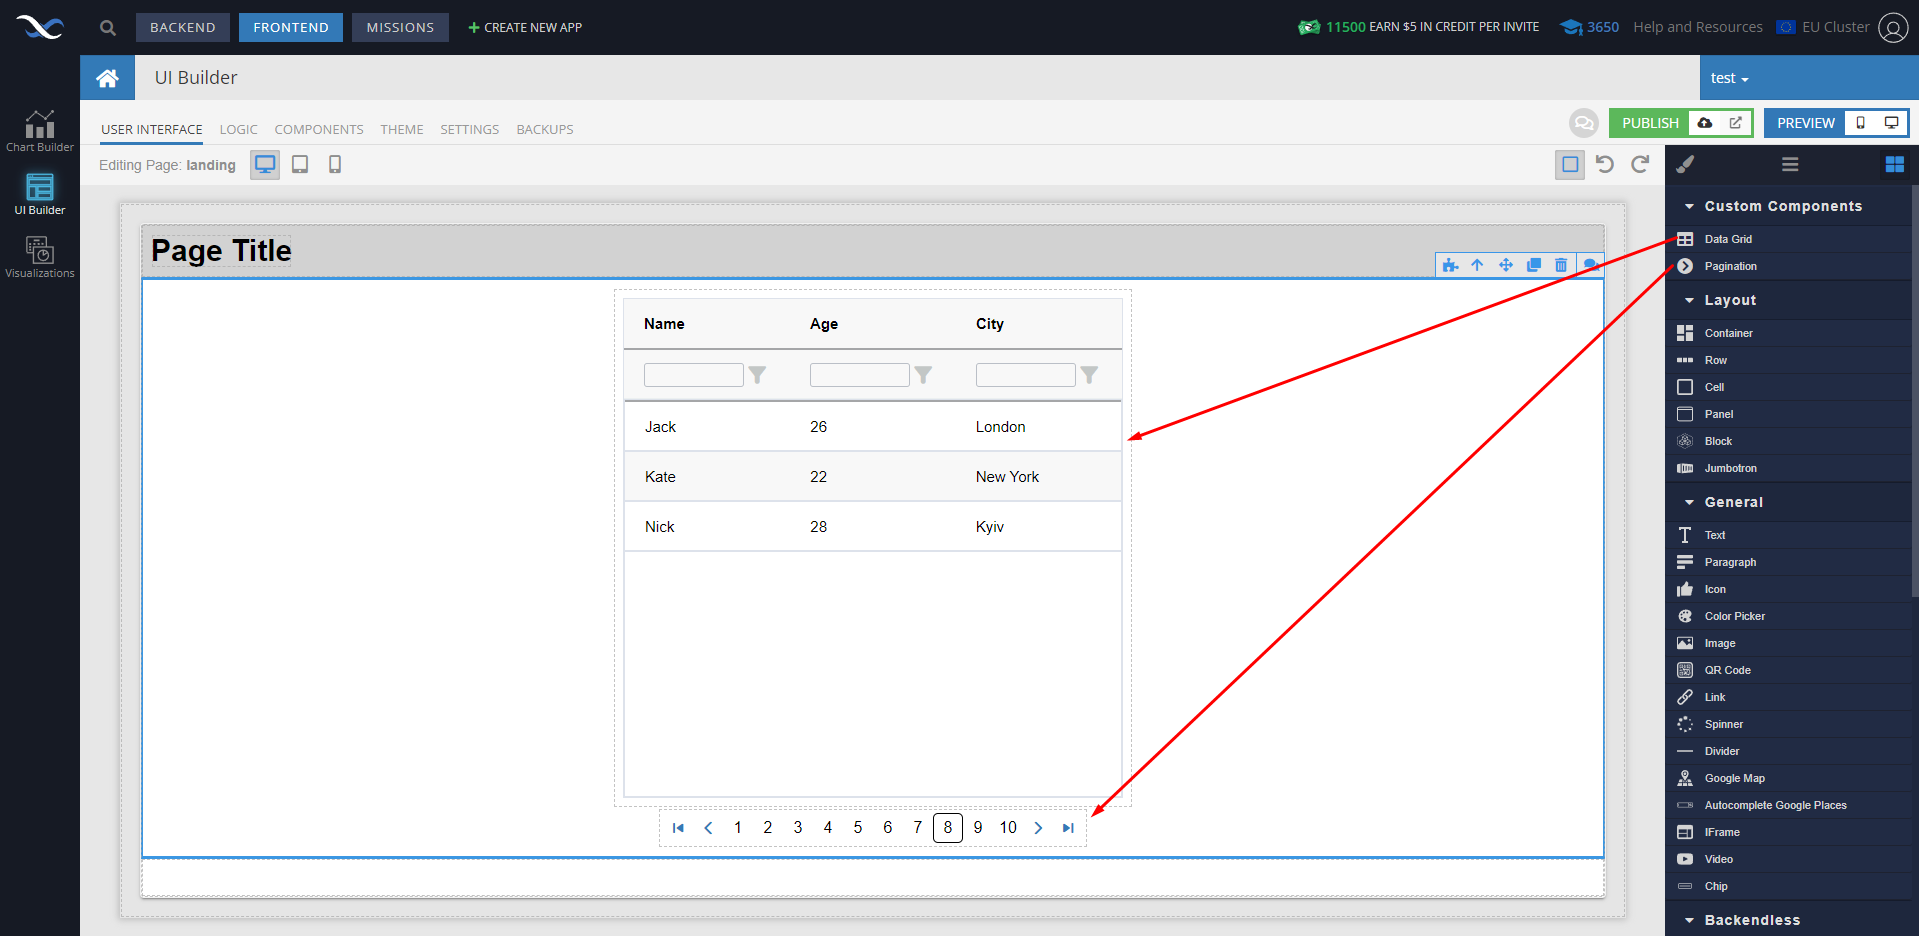 BACKEND FRONTEND MISSIONS CREATE NEW APP 11500 EARN $5 IN CREDIT PER INVITE 3650 Help and Resources EU Cluster
UI Builder test
USER INTERFACE LOGIC COMPONENTS THEME SETTINGS BACKUPS PUBLISH PREVIEW
Editing Page: landing
Chart Builder
UI Builder
Visualizations
Page Title
Name Age City
Jack 26 London
Kate 22 New York
Nick 28 Kyiv
1 2 3 4 5 6 7 8 9 10
Custom Components
Data Grid
Pagination
Layout
Container
Row
Cell
Panel
Block
Jumbotron
General
Text
Paragraph
Icon
Color Picker
Image
QR Code
Link
Spinner
Divider
Google Map
Autocomplete Google Places
IFrame
Video
Chip
Backendless